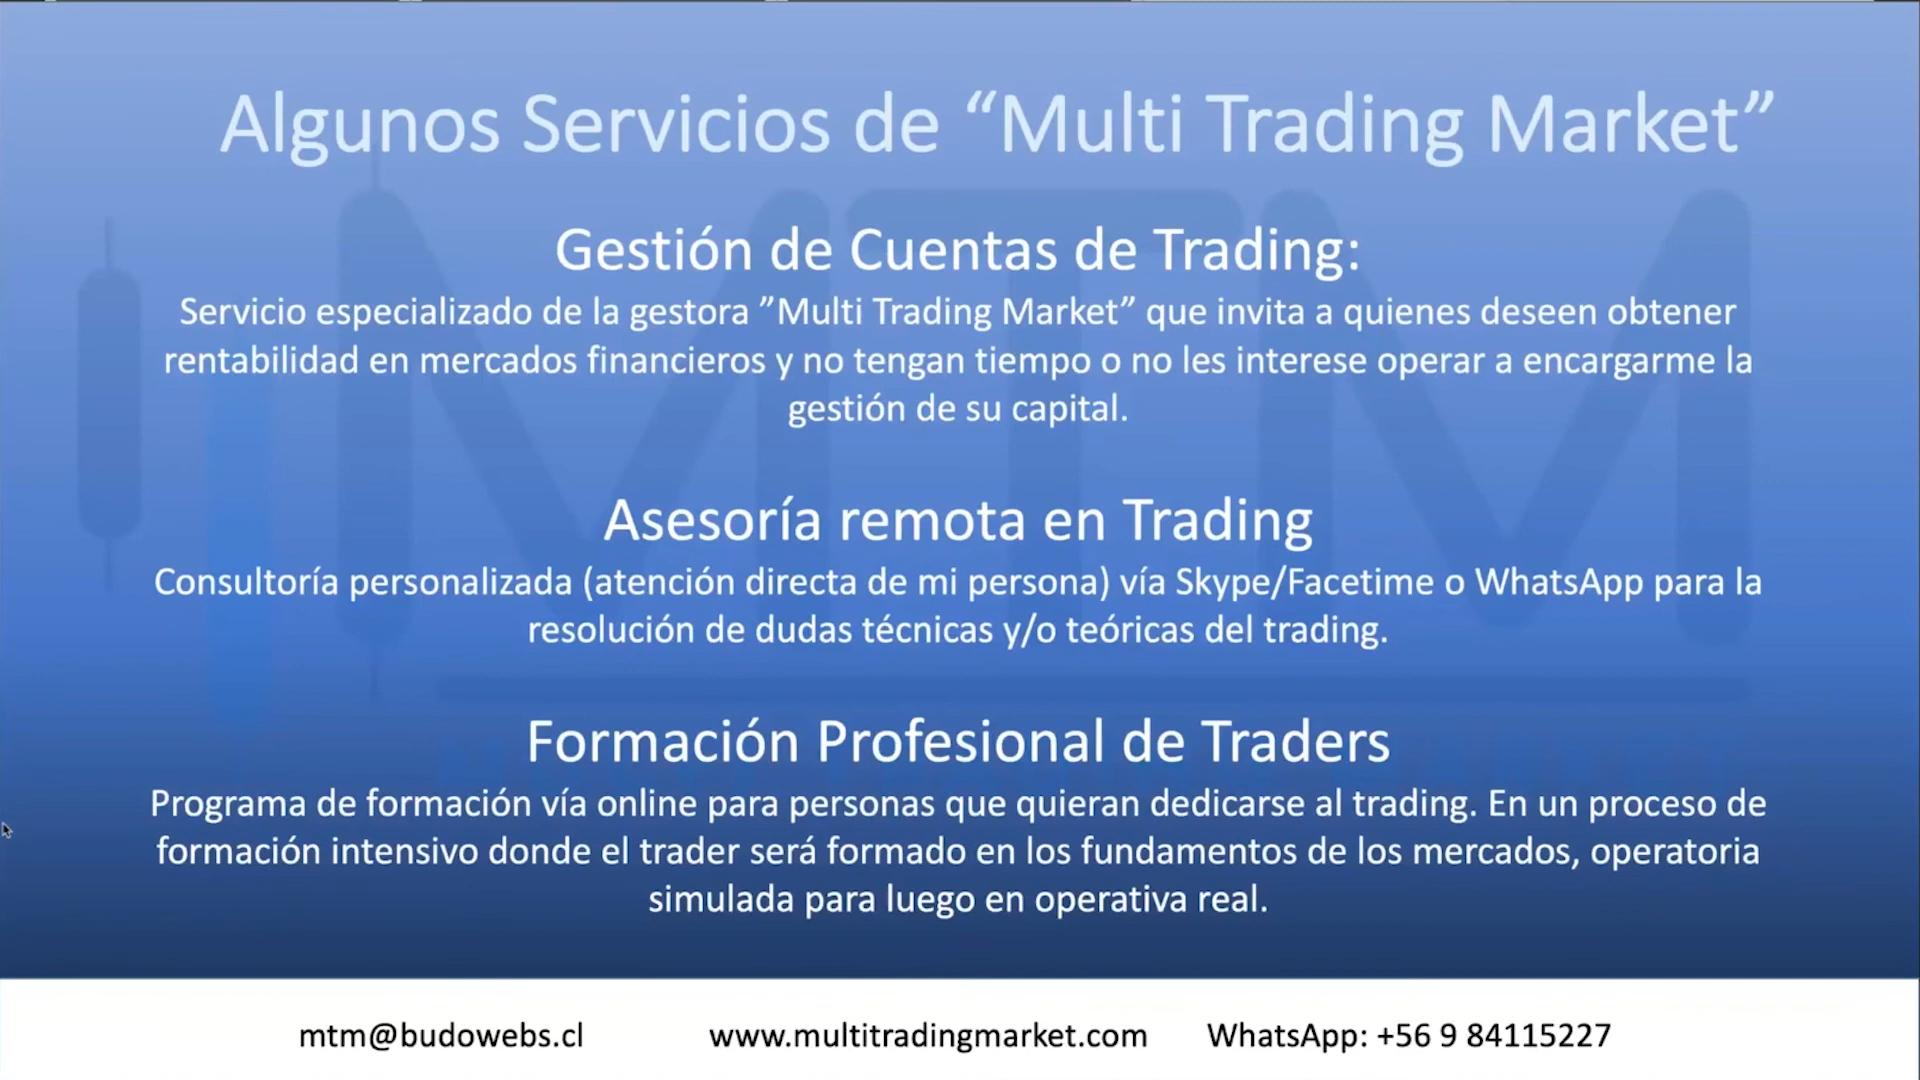 Algunos Servicios de “Multi Trading Market”
Gestión de Cuentas de Trading:
Servicio especializado de la gestora ”Multi Trading Market” que invita a quienes deseen obtener
rentabilidad en mercados financieros y no tengan tiempo o no les interese operar a encargarme la
gestión de su capital.
Asesoría remota en Trading
Consultoría personalizada (atención directa de mi persona) vía Skype/Facetime o WhatsApp para la
resolución de dudas técnicas y/o teóricas del trading.
Formación Profesional de Traders
Programa de formación vía online para personas que quieran dedicarse al trading. En un proceso de
formación intensivo donde el trader será formado en los fundamentos de los mercados, operatoria
simulada para luego en operativa real.
mtm@budowebs.cl www.multitradingmarket.com WhatsApp: +56 9 84115227
MTM